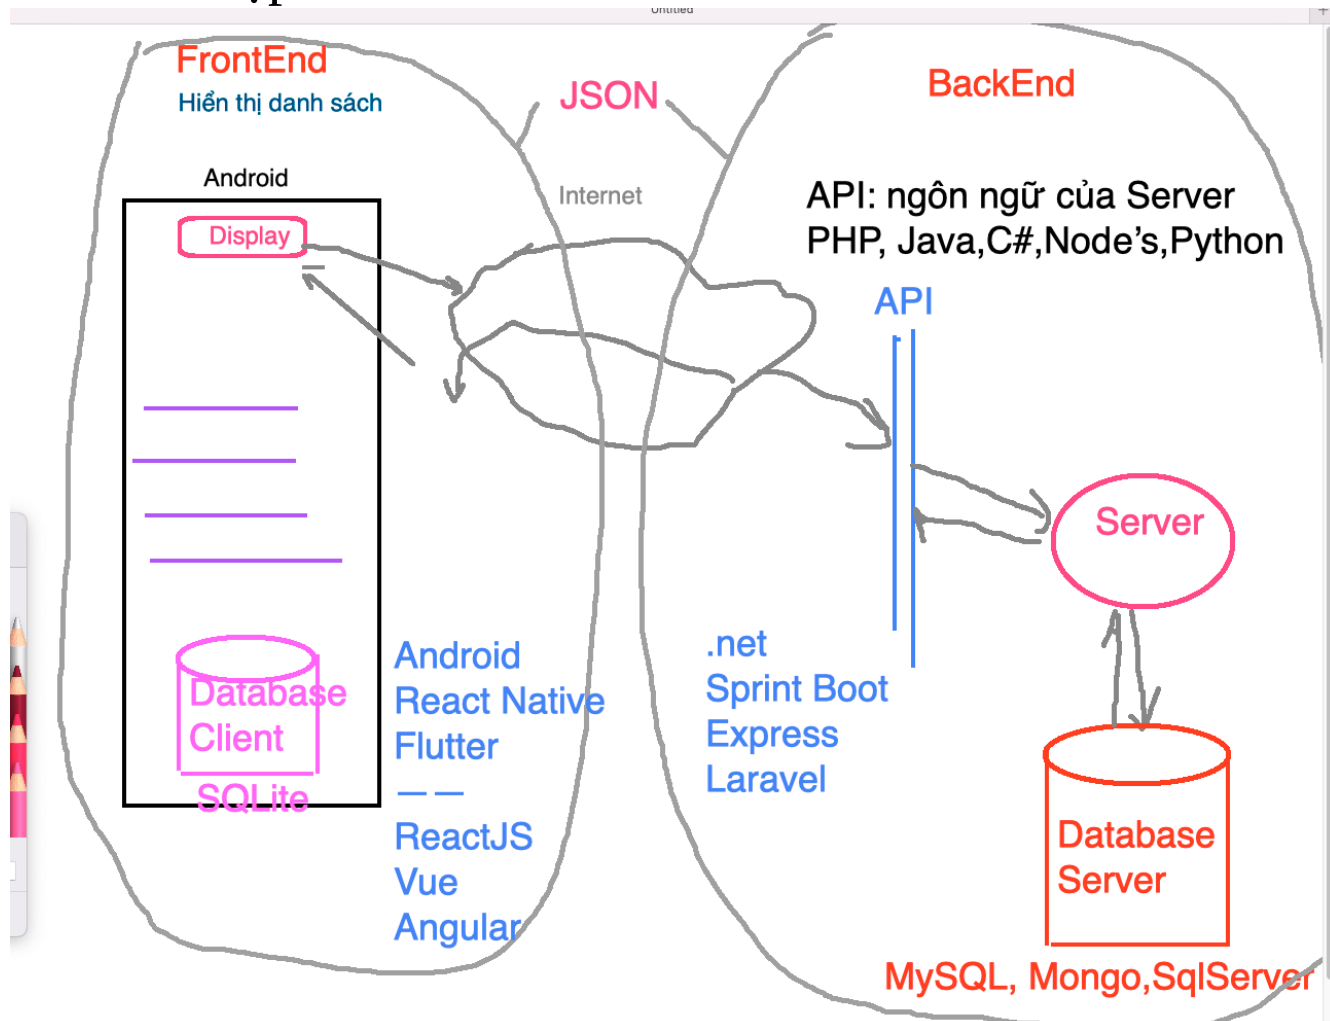 Untitled
FrontEnd
Hiển thị danh sách
Android
Display
Database
Client
SQLite
Android
React Native
Flutter
— —
ReactJS
Vue
Angular
JSON
Internet
BackEnd
API: ngôn ngữ của Server
PHP, Java,C#,Node's,Python
API
Server
.net
Sprint Boot
Express
Laravel
Database
Server
MySQL, Mongo,SqlServer